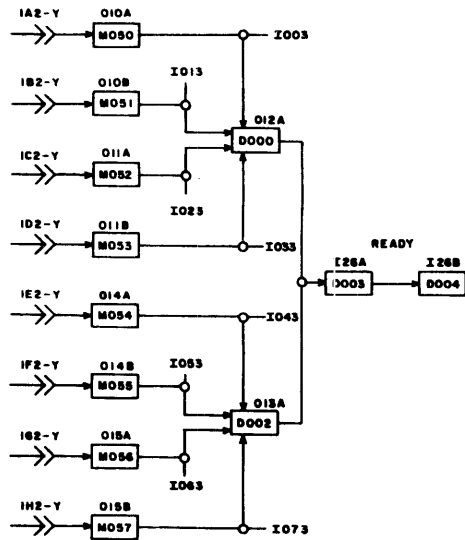 1A2-Y
010A
M050
I003
1B2-Y
010B
I013
M051
012A
D000
1C2-Y
011A
M052
I023
1D2-Y
011B
M053
I033
READY
I26A
I26B
D003
D004
1E2-Y
014A
M054
I043
1F2-Y
014B
I053
M055
013A
D002
1G2-Y
015A
M056
I063
1H2-Y
015B
M057
I073